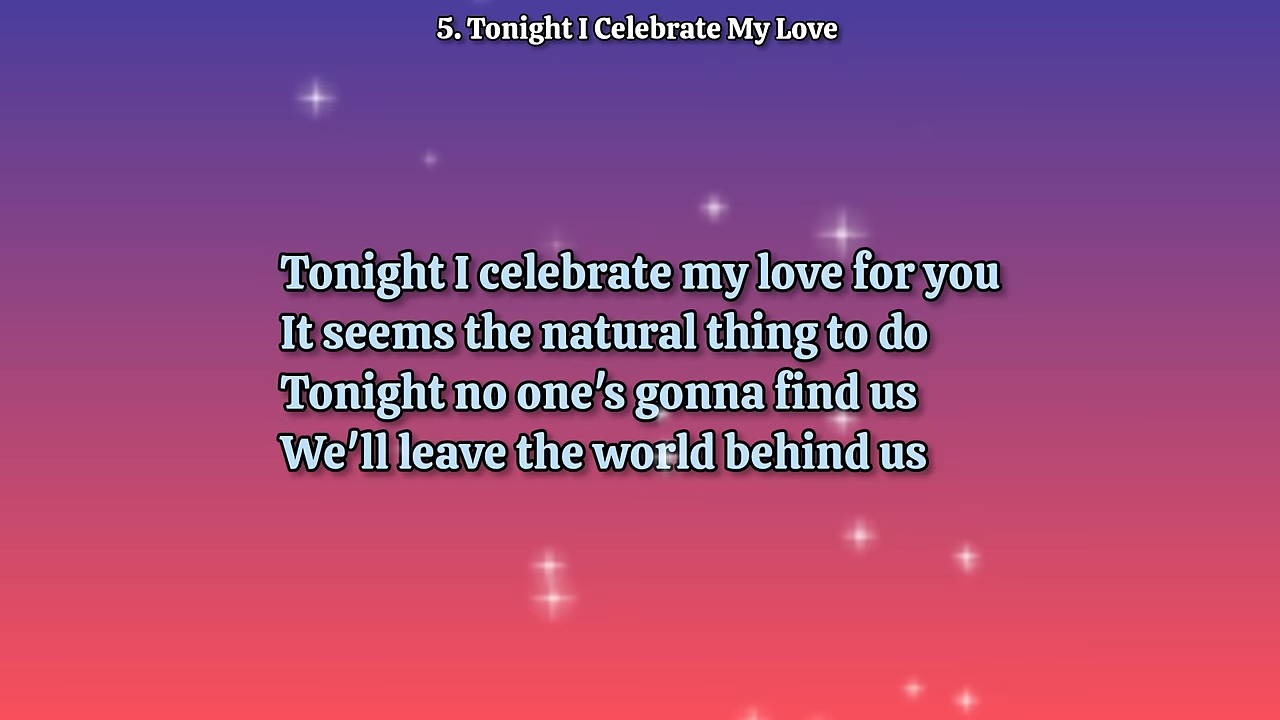 5. Tonight I Celebrate My Love
Tonight I celebrate my love for you
It seems the natural thing to do
Tonight no one's gonna find us
We'll leave the world behind us